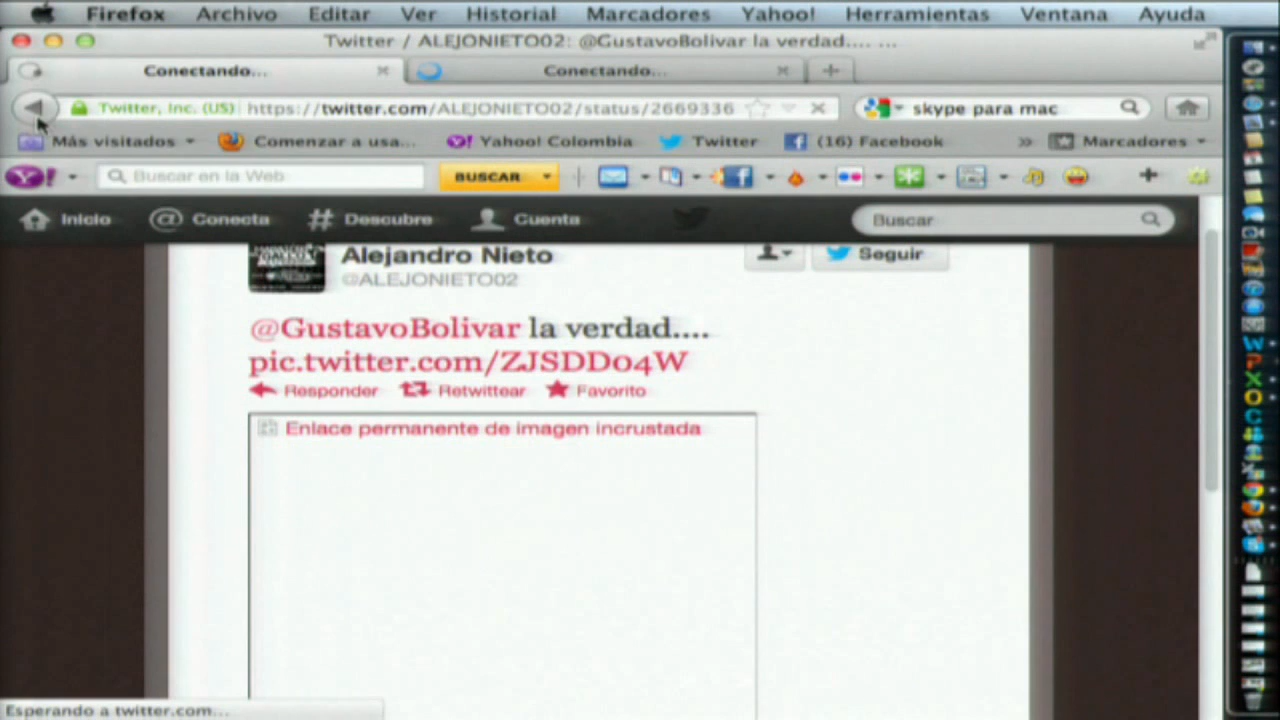 Firefox Archivo Editar Ver Historial Marcadores Yahoo! Herramientas Ventana Ayuda
Twitter / ALEJONIETO02: @GustavoBolivar la verdad.... ...
Conectando... Conectando...
Twitter, Inc. (US) https://twitter.com/ALEJONIETO02/status/2669336 skype para mac
Más visitados Comenzar a usa... Yahoo! Colombia Twitter (16) Facebook » Marcadores
Y! Buscar en la Web BUSCAR
Inicio Conecta Descubre Cuenta Buscar
Alejandro Nieto Seguir
@ALEJONIETO02
@GustavoBolivar la verdad....
pic.twitter.com/ZJSDD04W
Responder Retwittear Favorito
Enlace permanente de imagen incrustada
Esperando a twitter.com...